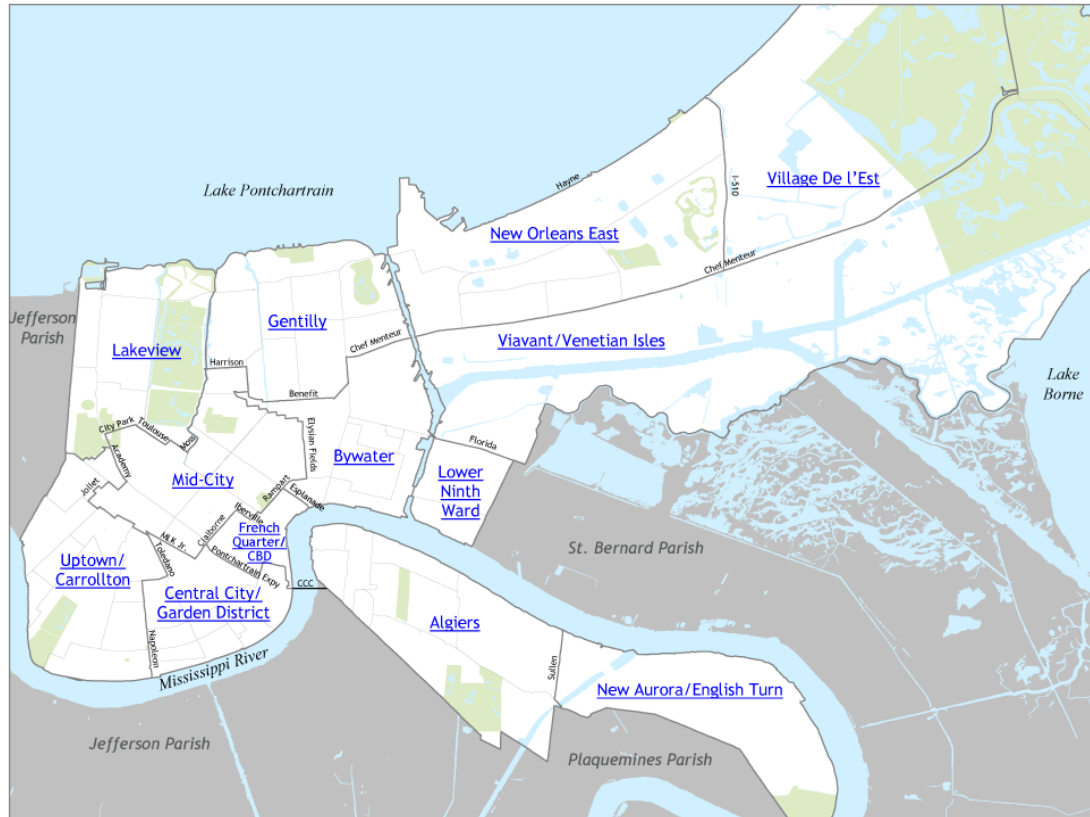 Lake Pontchartrain
Hayne
I-510
Village De l'Est
New Orleans East
Chef Menteur
Jefferson
Parish
Gentilly
Chef Menteur
Lakeview
Harrison
Viavant/Venetian Isles
Lake
Borne
Benefit
City Park
Toulouse
Moss
Academy
Elysian Fields
Florida
Joliet
Mid-City
Bywater
Lower
Ninth
Ward
Rampart
Esplanade
Iberville
Claiborne
French
Quarter/
CBD
MLK Jr.
Toledano
Pontchartrain Expy
St. Bernard Parish
Uptown/
Carrollton
Central City/
Garden District
CCC
Algiers
Napoleon
Mississippi River
Sullen
New Aurora/English Turn
Jefferson Parish
Plaquemines Parish